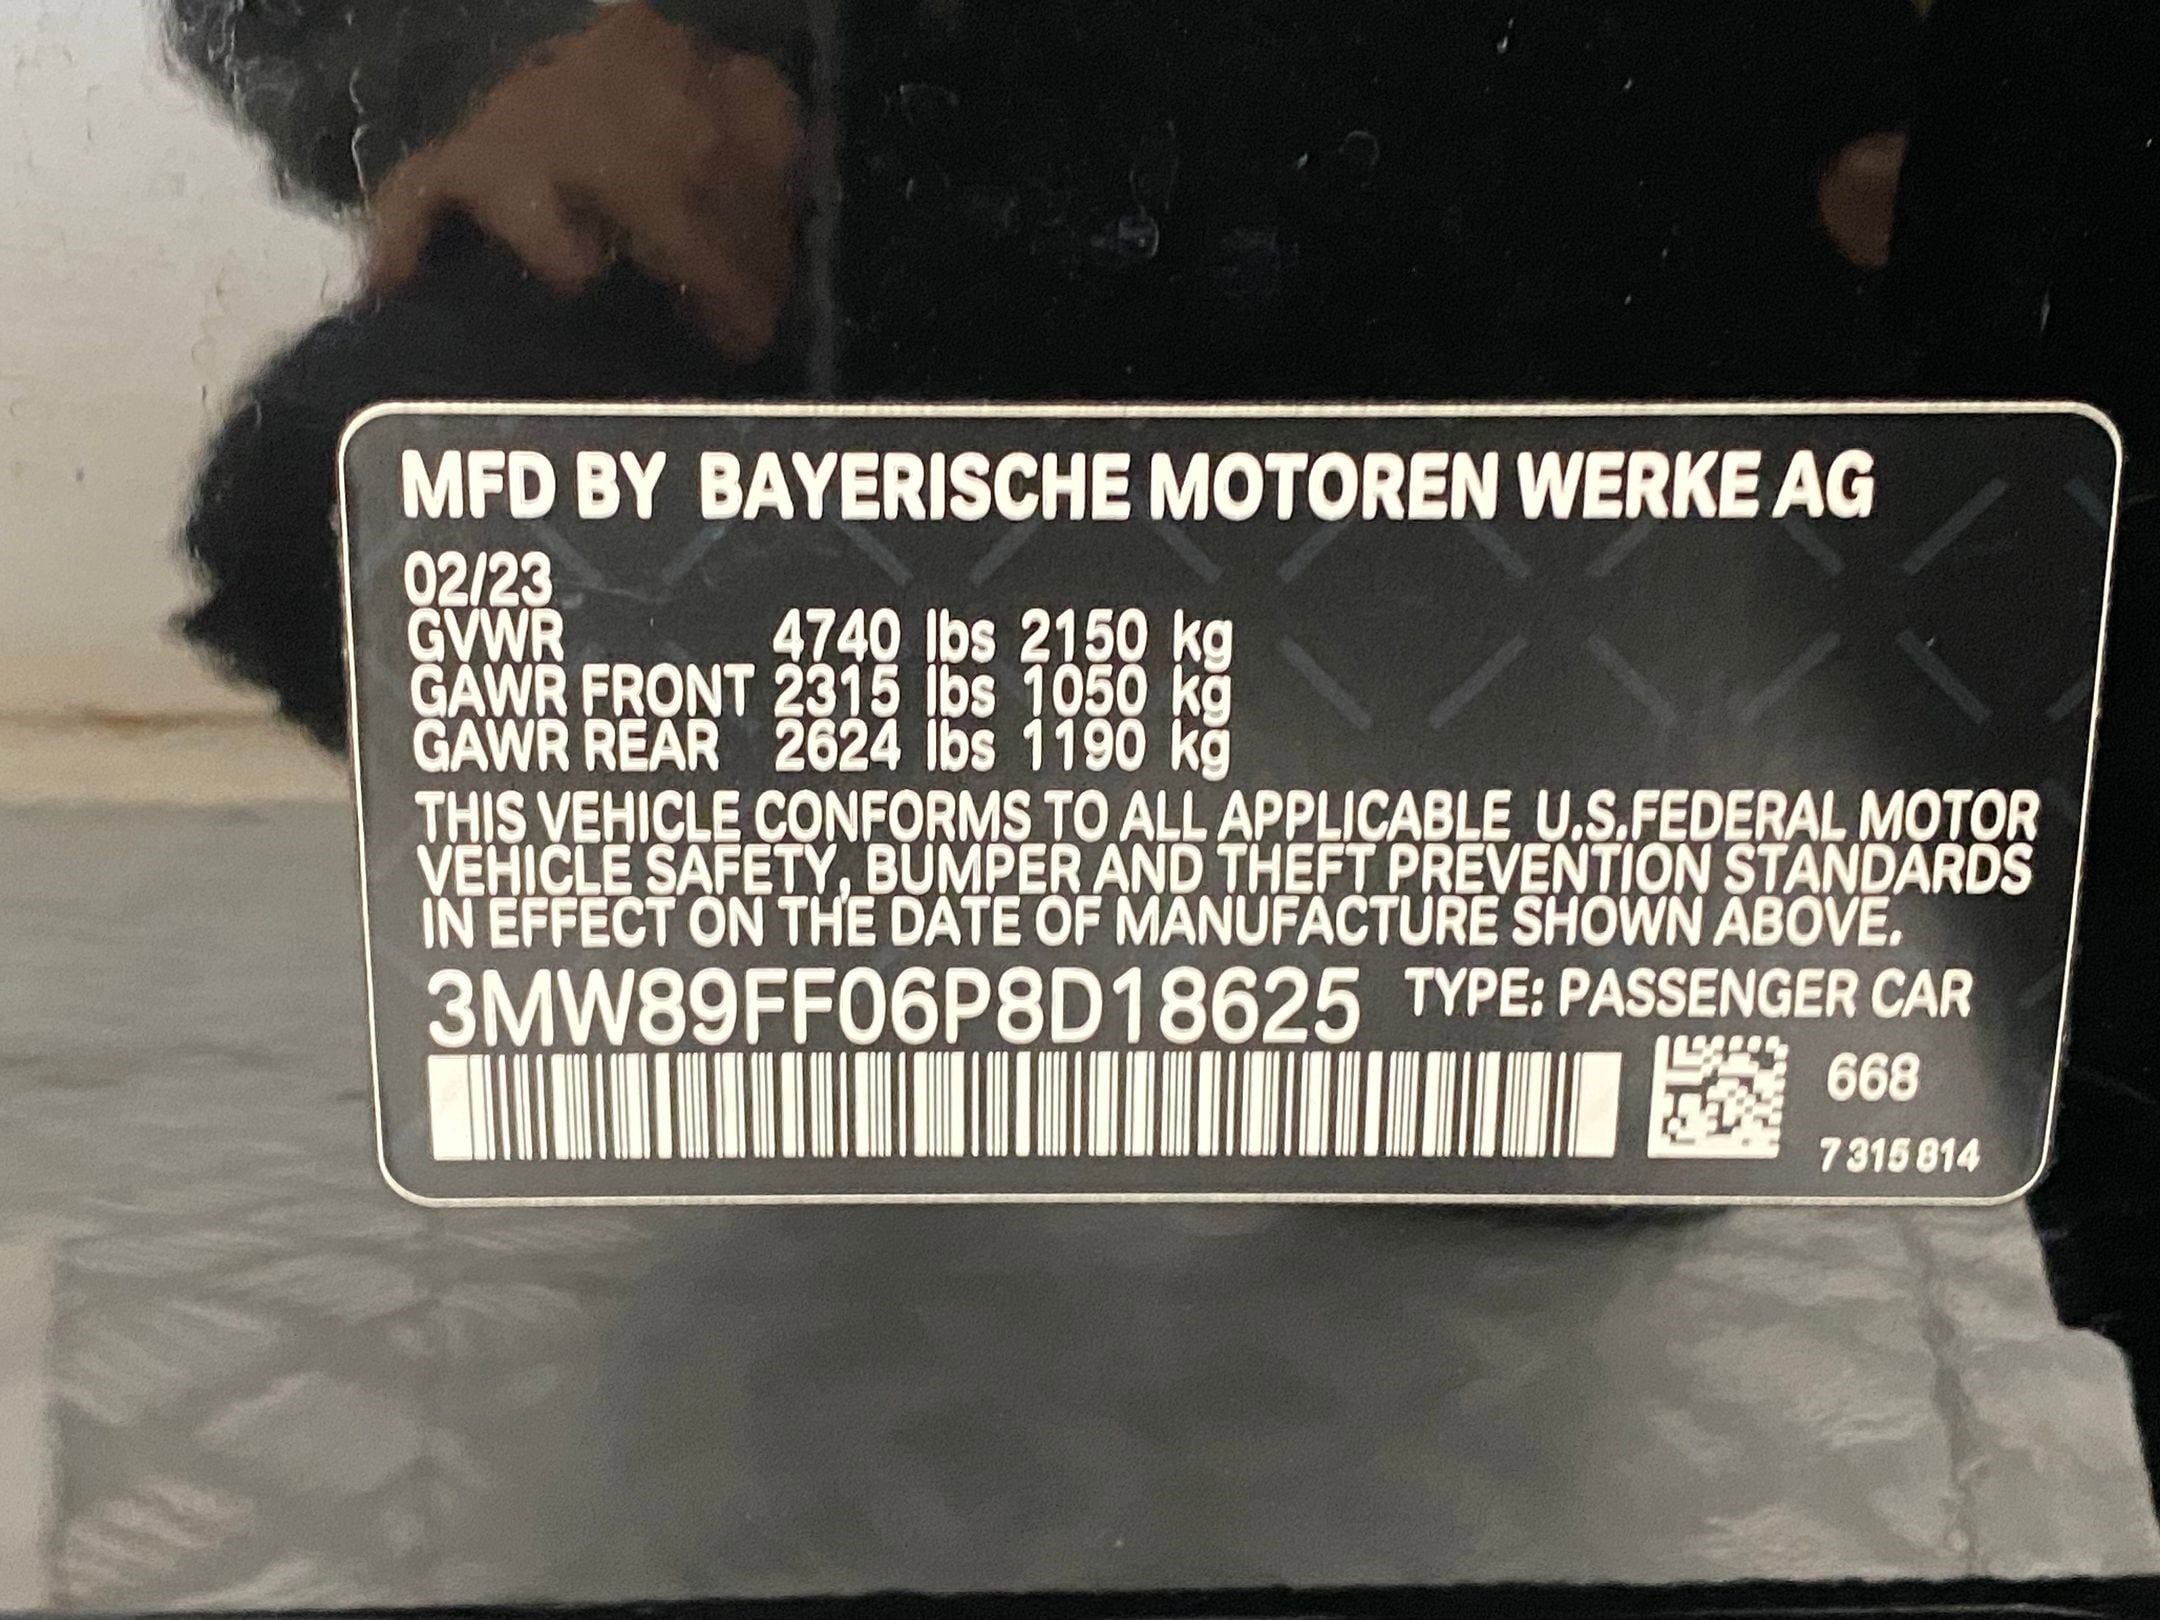 MFD BY BAYERISCHE MOTOREN WERKE AG
02/23
GVWR 4740 lbs 2150 kg
GAWR FRONT 2315 lbs 1050 kg
GAWR REAR 2624 lbs 1190 kg
THIS VEHICLE CONFORMS TO ALL APPLICABLE U.S.FEDERAL MOTOR
VEHICLE SAFETY, BUMPER AND THEFT PREVENTION STANDARDS
IN EFFECT ON THE DATE OF MANUFACTURE SHOWN ABOVE.
3MW89FF06P8D18625 TYPE: PASSENGER CAR
668
7 315 814